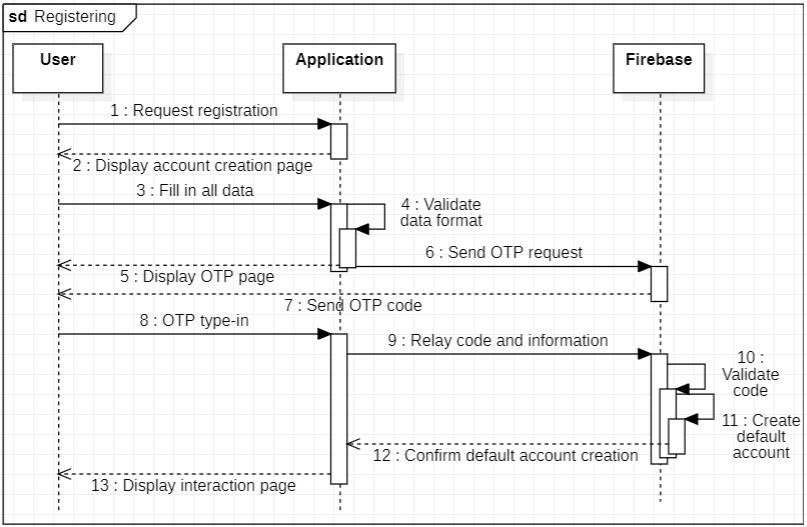 sd Registering
User
Application
Firebase
1 : Request registration
2 : Display account creation page
3 : Fill in all data
4 : Validate
data format
6 : Send OTP request
5 : Display OTP page
7 : Send OTP code
8 : OTP type-in
9 : Relay code and information
10 :
Validate
code
11 : Create
default
account
12 : Confirm default account creation
13 : Display interaction page